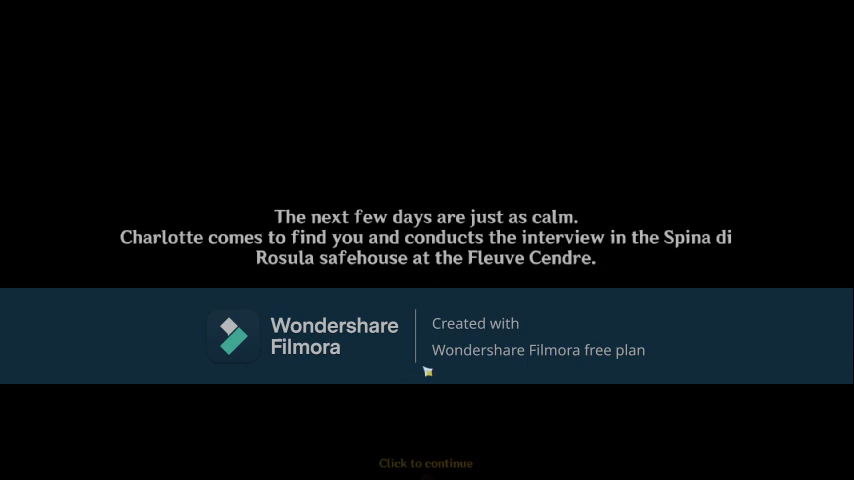 The next few days are just as calm.
Charlotte comes to find you and conducts the interview in the Spina di
Rosula safehouse at the Fleuve Cendre.
Wondershare
Filmora
Created with
Wondershare Filmora free plan
Click to continue